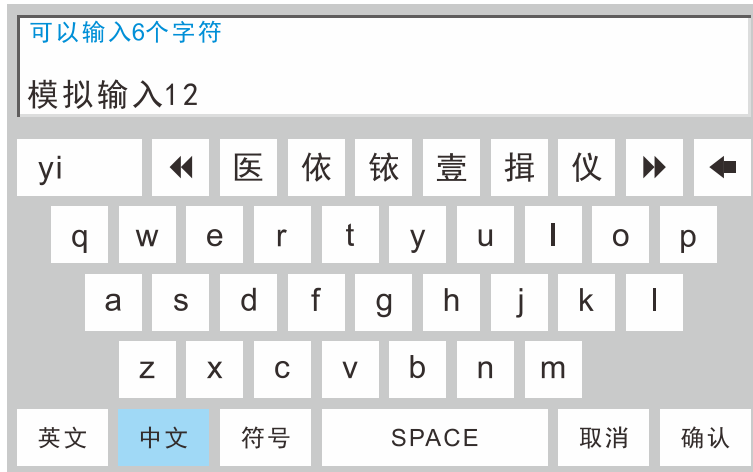 可以输入6个字符
模拟输入12
yi 医 依 铱 壹 揖 仪
q w e r t y u I o p
a s d f g h j k l
z x c v b n m
英文 中文 符号 SPACE 取消 确认